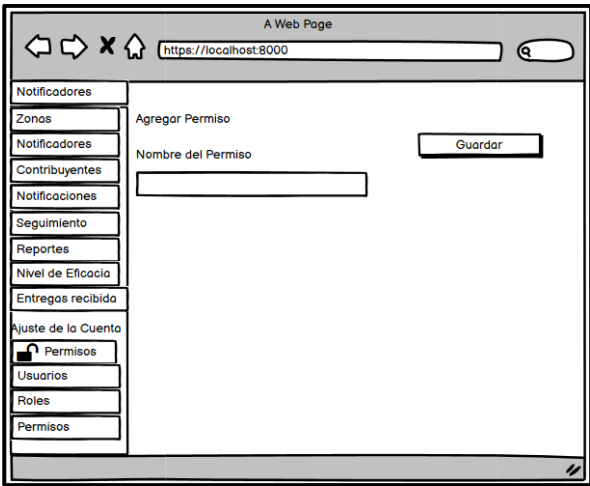 A Web Page
https://localhost:8000
Notificadores
Zonas
Notificadores
Contribuyentes
Notificaciones
Seguimiento
Reportes
Nivel de Eficacia
Entregas recibida
Ajuste de la Cuenta
Permisos
Usuarios
Roles
Permisos
Agregar Permiso
Guardar
Nombre del Permiso